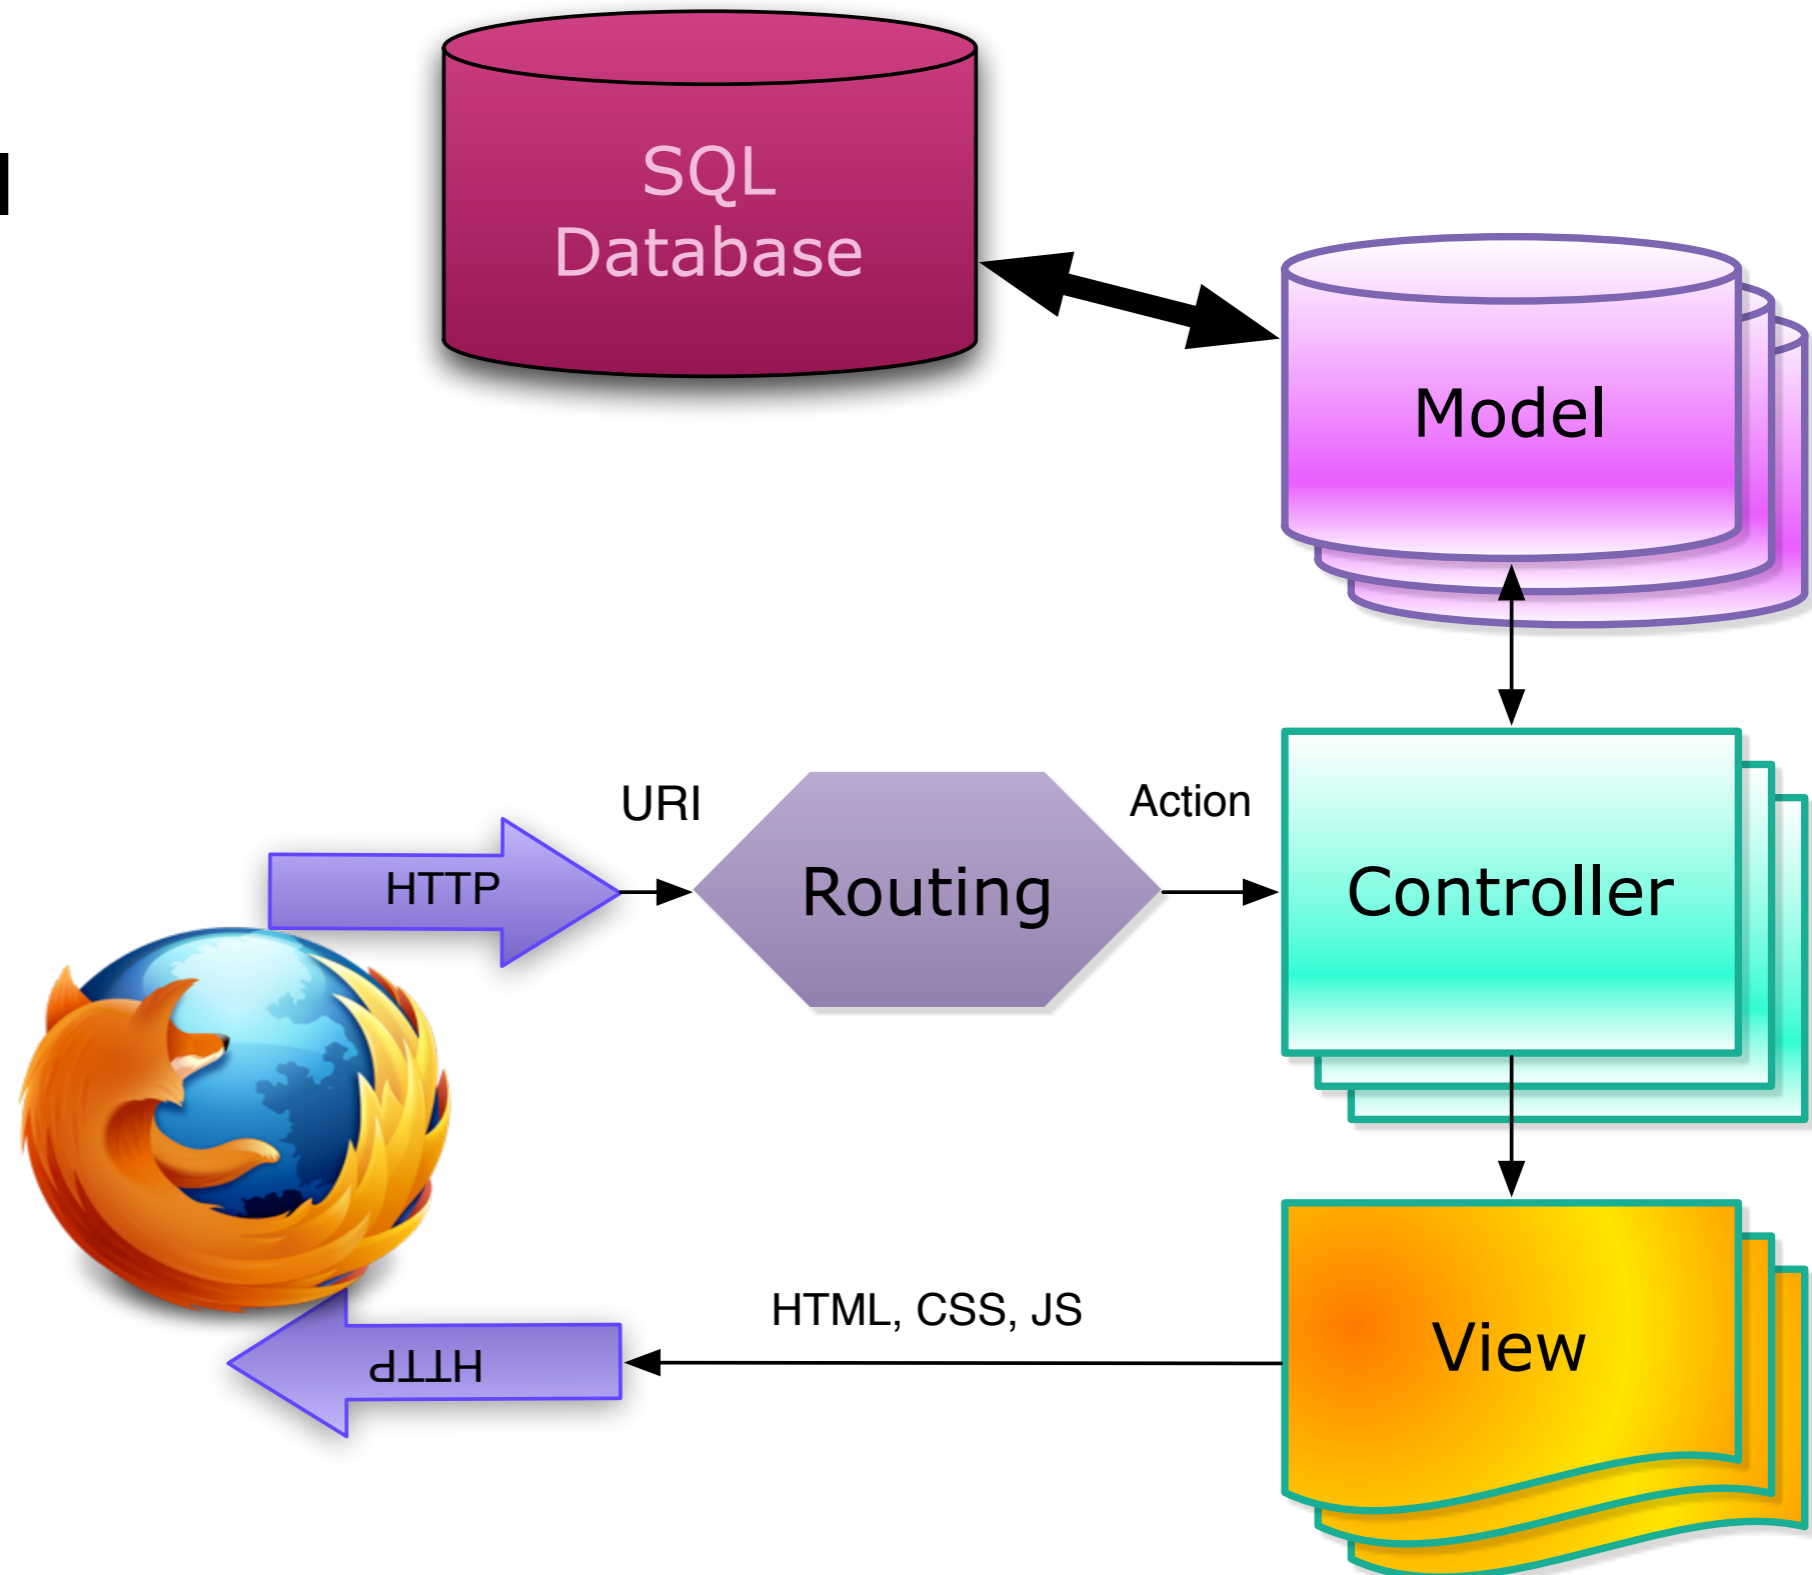 SQL
Database
Model
URI
Action
HTTP
Routing
Controller
HTML, CSS, JS
View
HTTP